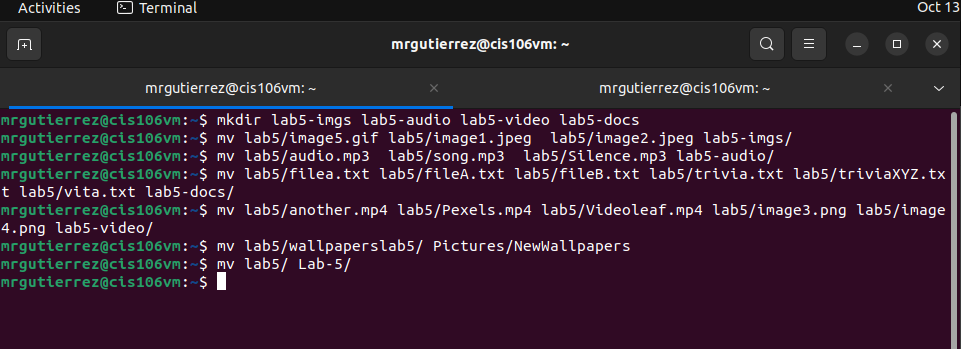 Activities Terminal Oct 13
mrgutierrez@cis106vm: ~
mrgutierrez@cis106vm: ~ mrgutierrez@cis106vm: ~
mrgutierrez@cis106vm:~$ mkdir lab5-imgs lab5-audio lab5-video lab5-docs
mrgutierrez@cis106vm:~$ mv lab5/image5.gif lab5/image1.jpeg  lab5/image2.jpeg lab5-imgs/
mrgutierrez@cis106vm:~$ mv lab5/audio.mp3  lab5/song.mp3  lab5/Silence.mp3 lab5-audio/
mrgutierrez@cis106vm:~$ mv lab5/filea.txt lab5/fileA.txt lab5/fileB.txt lab5/trivia.txt lab5/triviaXYZ.tx
t lab5/vita.txt lab5-docs/
mrgutierrez@cis106vm:~$ mv lab5/another.mp4 lab5/Pexels.mp4 lab5/Videoleaf.mp4 lab5/image3.png lab5/image
4.png lab5-video/
mrgutierrez@cis106vm:~$ mv lab5/wallpaperslab5/ Pictures/NewWallpapers
mrgutierrez@cis106vm:~$ mv lab5/ Lab-5/
mrgutierrez@cis106vm:~$